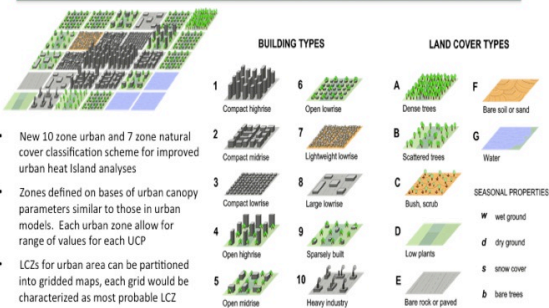 BUILDING TYPES
1
Compact highrise
2
Compact midrise
3
Compact lowrise
4
Open highrise
5
Open midrise
6
Open lowrise
7
Lightweight lowrise
8
Large lowrise
9
Sparsely built
10
Heavy industry
LAND COVER TYPES
A
Dense trees
B
Scattered trees
C
Bush, scrub
D
Low plants
E
Bare rock or paved
F
Bare soil or sand
G
Water
SEASONAL PROPERTIES
w wet ground
d dry ground
s snow cover
b bare trees
• New 10 zone urban and 7 zone natural
cover classification scheme for improved
urban heat Island analyses
• Zones defined on bases of urban canopy
parameters similar to those in urban
models. Each urban zone allow for
range of values for each UCP
• LCZs for urban area can be partitioned
into gridded maps, each grid would be
characterized as most probable LCZ